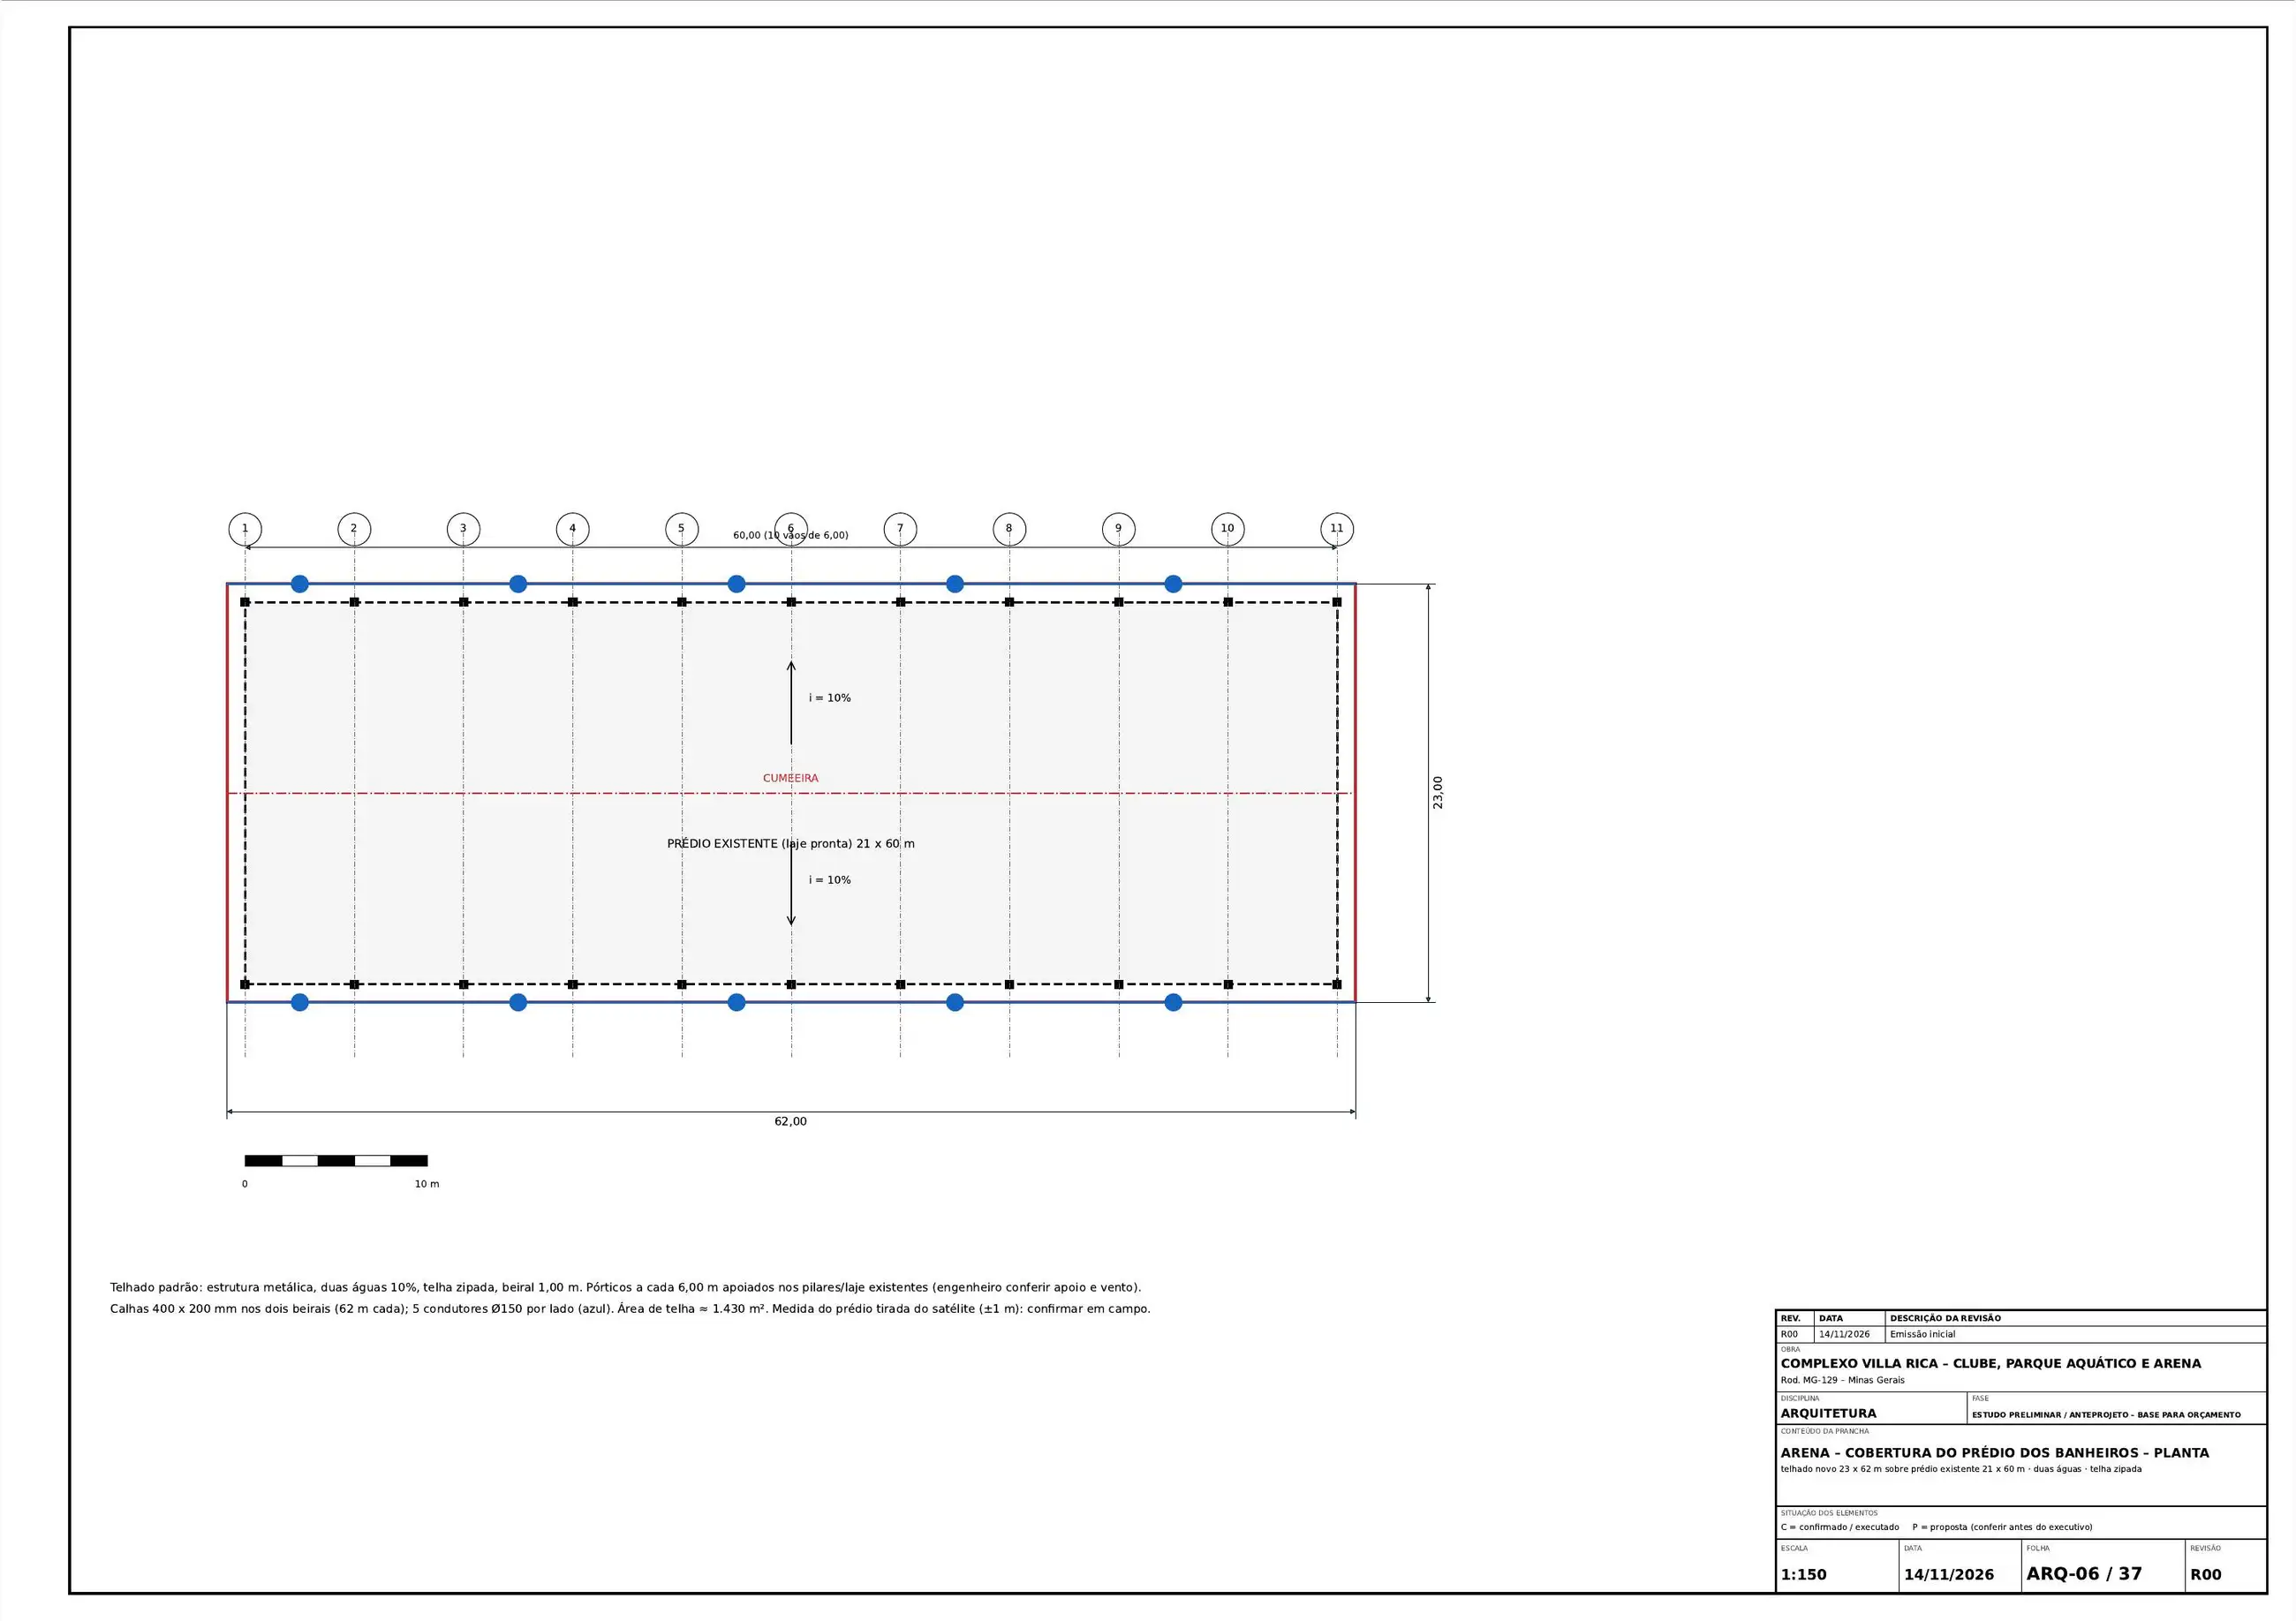 1 2 3 4 5 6 7 8 9 10 11
60,00 (10 vãos de 6,00)
i = 10%
CUMEEIRA
23,00
PRÉDIO EXISTENTE (laje pronta) 21 x 60 m
i = 10%
62,00
0 10 m
Telhado padrão: estrutura metálica, duas águas 10%, telha zipada, beiral 1,00 m. Pórticos a cada 6,00 m apoiados nos pilares/laje existentes (engenheiro conferir apoio e vento).
Calhas 400 x 200 mm nos dois beirais (62 m cada); 5 condutores Ø150 por lado (azul). Área de telha ≈ 1.430 m². Medida do prédio tirada do satélite (±1 m): confirmar em campo.
REV. DATA DESCRIÇÃO DA REVISÃO
R00 14/11/2026 Emissão inicial
OBRA
COMPLEXO VILLA RICA – CLUBE, PARQUE AQUÁTICO E ARENA
Rod. MG-129 – Minas Gerais
DISCIPLINA FASE
ARQUITETURA ESTUDO PRELIMINAR / ANTEPROJETO – BASE PARA ORÇAMENTO
CONTEÚDO DA PRANCHA
ARENA – COBERTURA DO PRÉDIO DOS BANHEIROS – PLANTA
telhado novo 23 x 62 m sobre prédio existente 21 x 60 m · duas águas · telha zipada
SITUAÇÃO DOS ELEMENTOS
C = confirmado / executado P = proposta (conferir antes do executivo)
ESCALA DATA FOLHA REVISÃO
1:150 14/11/2026 ARQ-06 / 37 R00